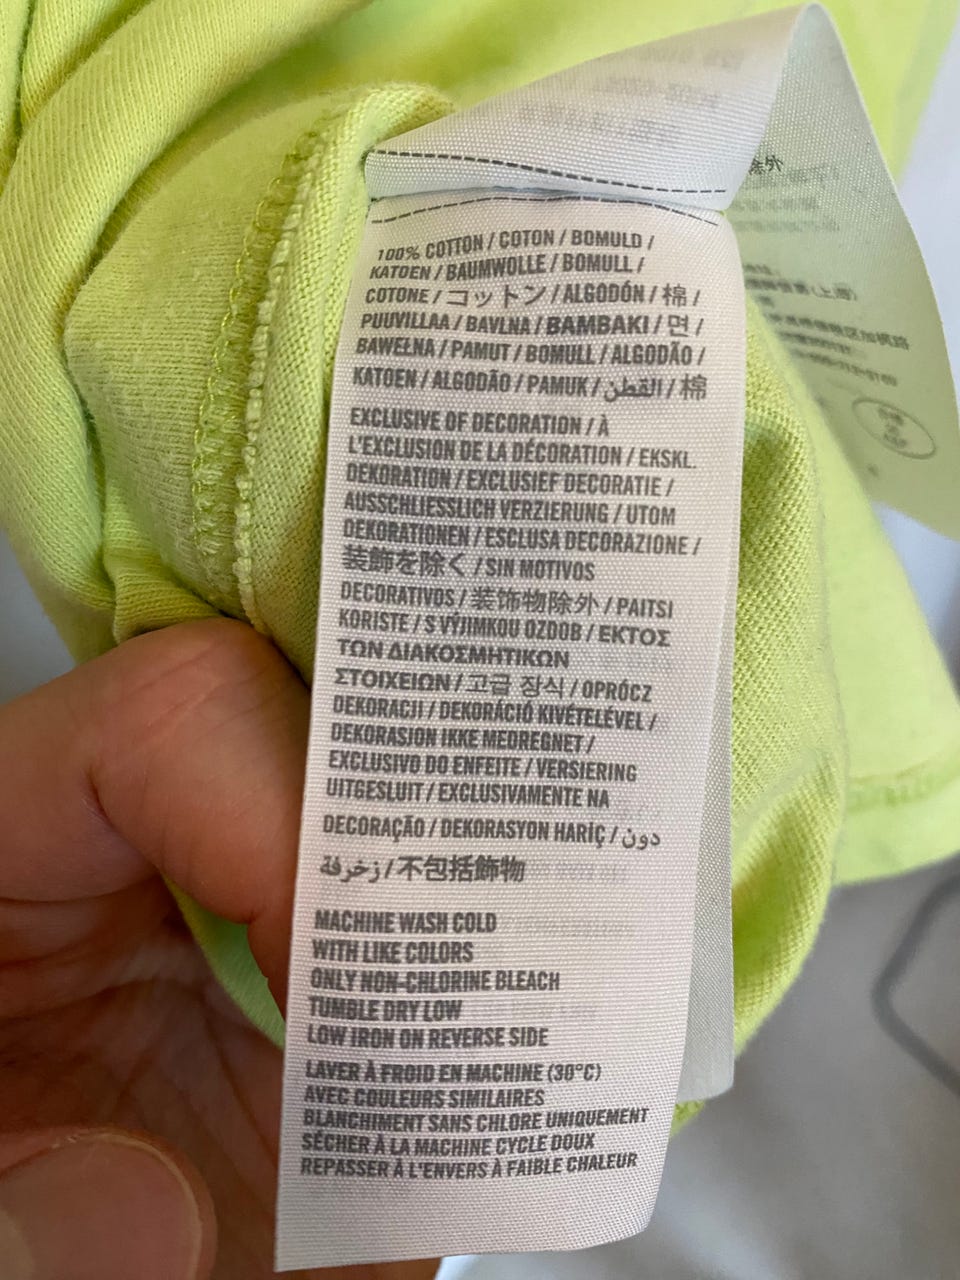 100% COTTON / COTON / BOMULD /
KATOEN / BAUMWOLLE / BOMULL /
COTONE / コットン / ALGODÓN / 棉 /
PUUVILLAA / BAVLNA / BAMBAKI / 면 /
BAWEŁNA / PAMUT / BOMULL / ALGODÃO /
KATOEN / ALGODÃO / PAMUK / القطن / 棉
EXCLUSIVE OF DECORATION / À
L'EXCLUSION DE LA DÉCORATION / EKSKL.
DEKORATION / EXCLUSIEF DECORATIE /
AUSSCHLIESSLICH VERZIERUNG / UTOM
DEKORATIONEN / ESCLUSA DECORAZIONE /
装飾を除く / SIN MOTIVOS
DECORATIVOS / 装饰物除外 / PAITSI
KORISTE / S VÝJIMKOU OZDOB / ΕΚΤΟΣ
ΤΩΝ ΔΙΑΚΟΣΜΗΤΙΚΩΝ
ΣΤΟΙΧΕΙΩΝ / 고급 장식 / OPRÓCZ
DEKORACJI / DEKORÁCIÓ KIVÉTELÉVEL /
DEKORASJON IKKE MEDREGNET /
EXCLUSIVO DO ENFEITE / VERSIERING
UITGESLUIT / EXCLUSIVAMENTE NA
DECORAÇÃO / DEKORASYON HARİÇ / دون
زخرفة / 不包括飾物
MACHINE WASH COLD
WITH LIKE COLORS
ONLY NON-CHLORINE BLEACH
TUMBLE DRY LOW
LOW IRON ON REVERSE SIDE
LAVER À FROID EN MACHINE (30°C)
AVEC COULEURS SIMILAIRES
BLANCHIMENT SANS CHLORE UNIQUEMENT
SÉCHER À LA MACHINE CYCLE DOUX
REPASSER À L'ENVERS À FAIBLE CHALEUR
除外
(上海)